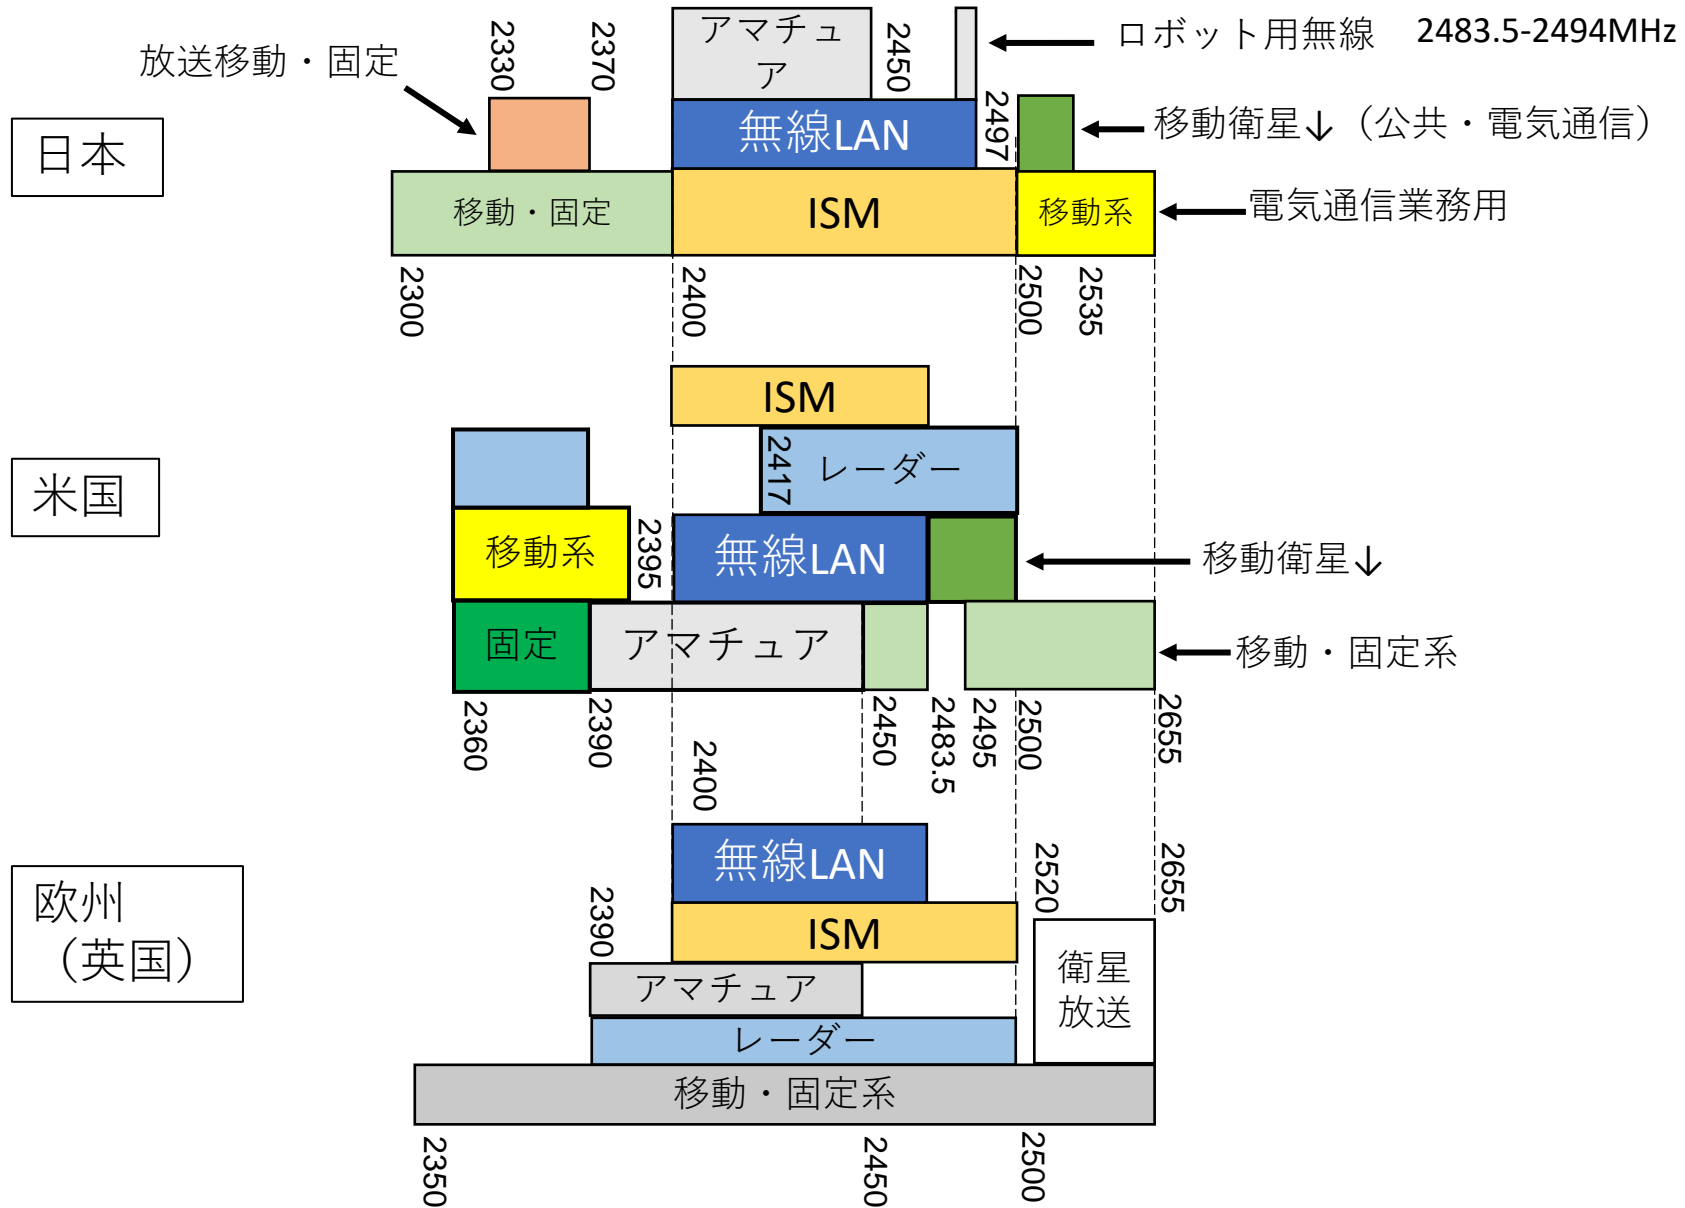 アマチュ
ア
2450
ロボット用無線 2483.5-2494MHz
放送移動・固定
2330
2370
日本
無線LAN
2497
移動衛星↓（公共・電気通信）
移動・固定
ISM
移動系
電気通信業務用
2300
2400
2500
2535
ISM
米国
2417
レーダー
移動系
2395
無線LAN
移動衛星↓
固定
アマチュア
移動・固定系
2360
2390
2400
2450
2483.5
2495
2500
2655
欧州
（英国）
無線LAN
2390
ISM
2520
2655
アマチュア
衛星
放送
レーダー
移動・固定系
2350
2450
2500